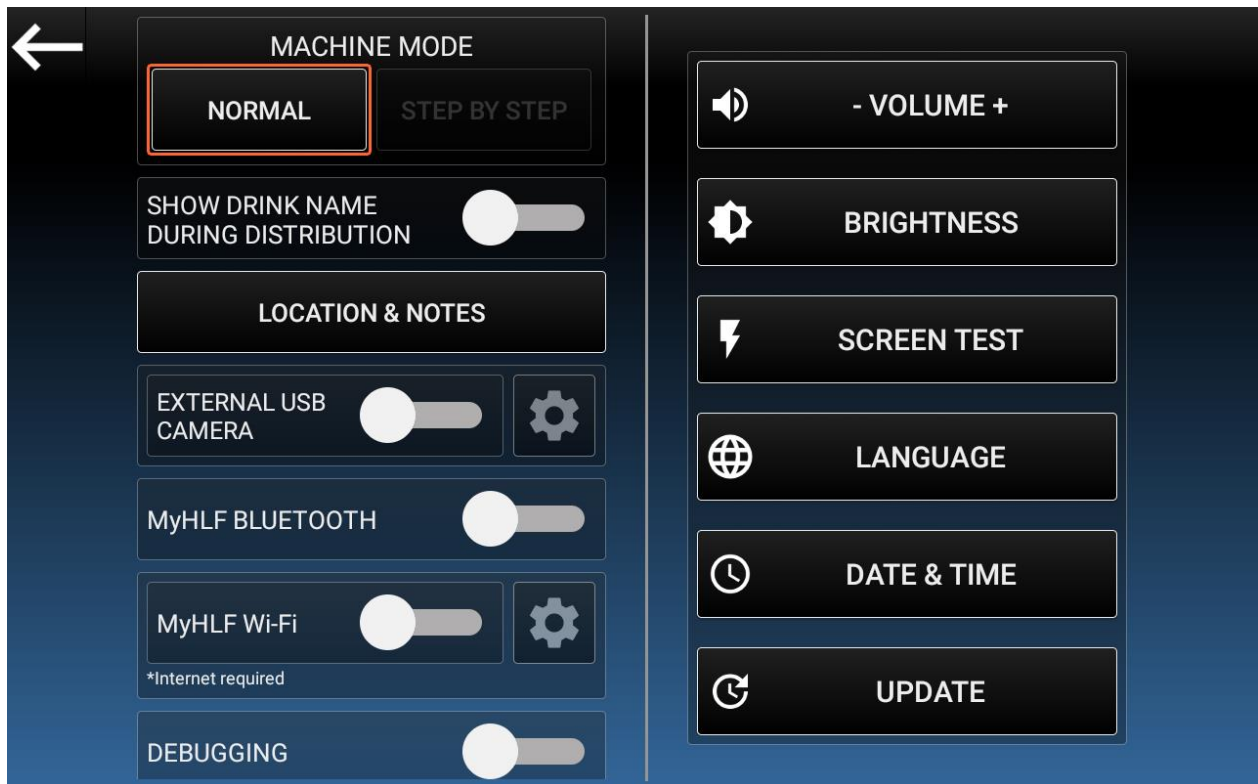 MACHINE MODE
NORMAL
STEP BY STEP
SHOW DRINK NAME
DURING DISTRIBUTION
LOCATION & NOTES
EXTERNAL USB
CAMERA
MyHLF BLUETOOTH
MyHLF Wi-Fi
*Internet required
DEBUGGING
- VOLUME +
BRIGHTNESS
SCREEN TEST
LANGUAGE
DATE & TIME
UPDATE